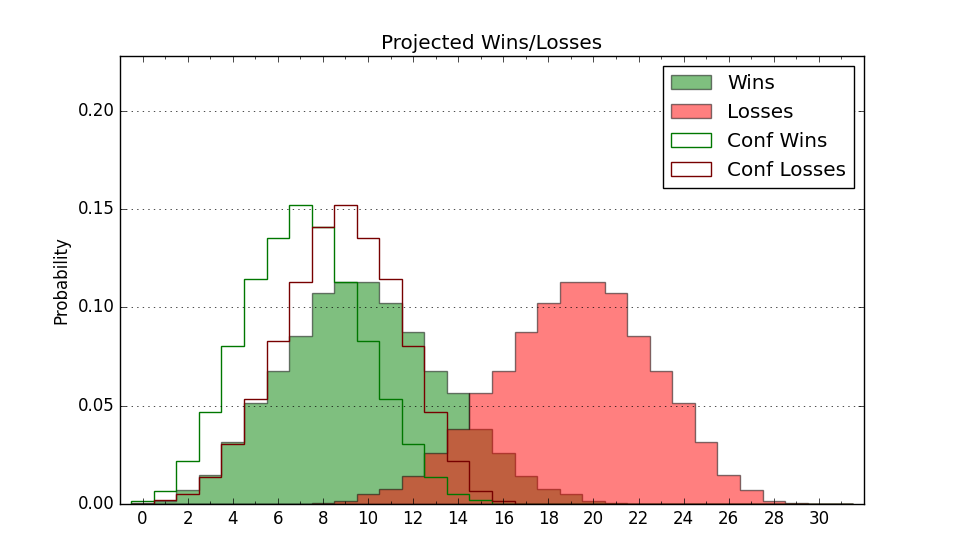 Projected Wins/Losses
Wins
Losses
Conf Wins
Conf Losses
Probability
0.20
0.15
0.10
0.05
0.00
0 2 4 6 8 10 12 14 16 18 20 22 24 26 28 30